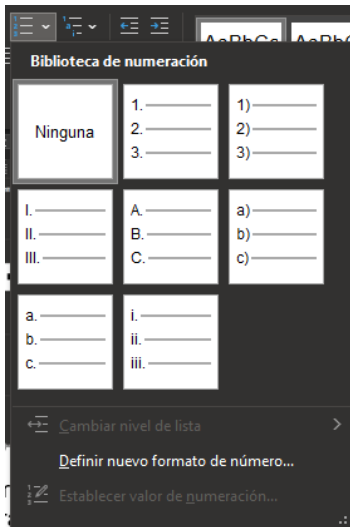 AaBbCc
Biblioteca de numeración
Ninguna
1.
2.
3.
1)
2)
3)
I.
II.
III.
A.
B.
C.
a)
b)
c)
a.
b.
c.
i.
ii.
iii.
Cambiar nivel de lista
Definir nuevo formato de número...
Establecer valor de numeración...